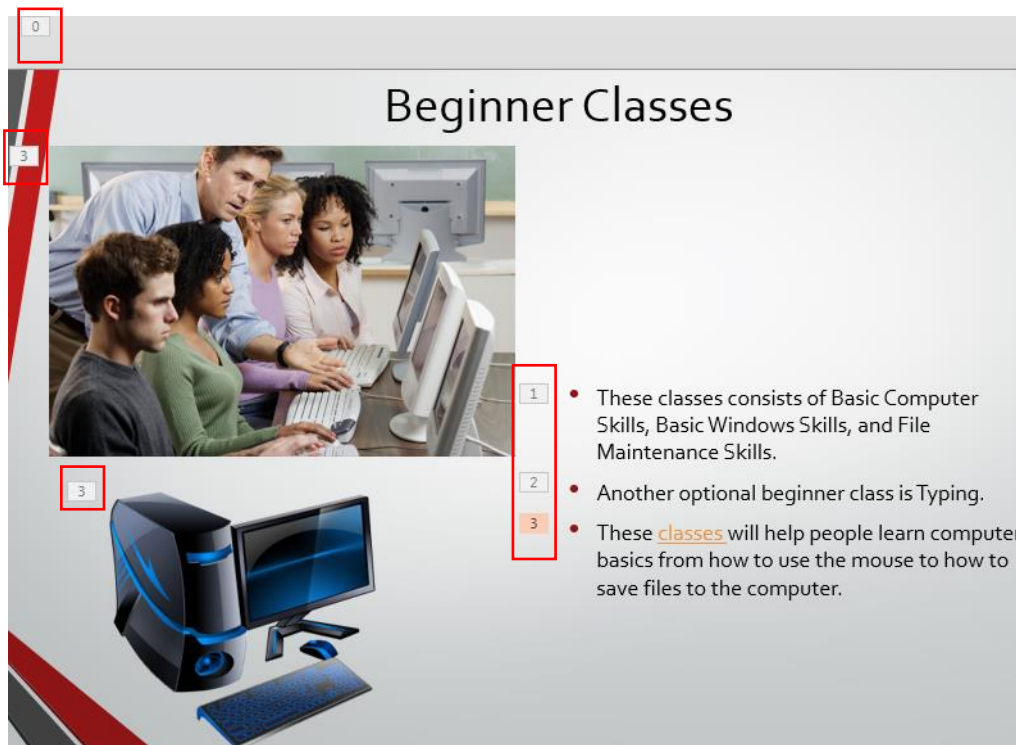 0
Beginner Classes
3
1
• These classes consists of Basic Computer
Skills, Basic Windows Skills, and File
Maintenance Skills.
3
2
• Another optional beginner class is Typing.
3
• These classes will help people learn computer
basics from how to use the mouse to how to
save files to the computer.